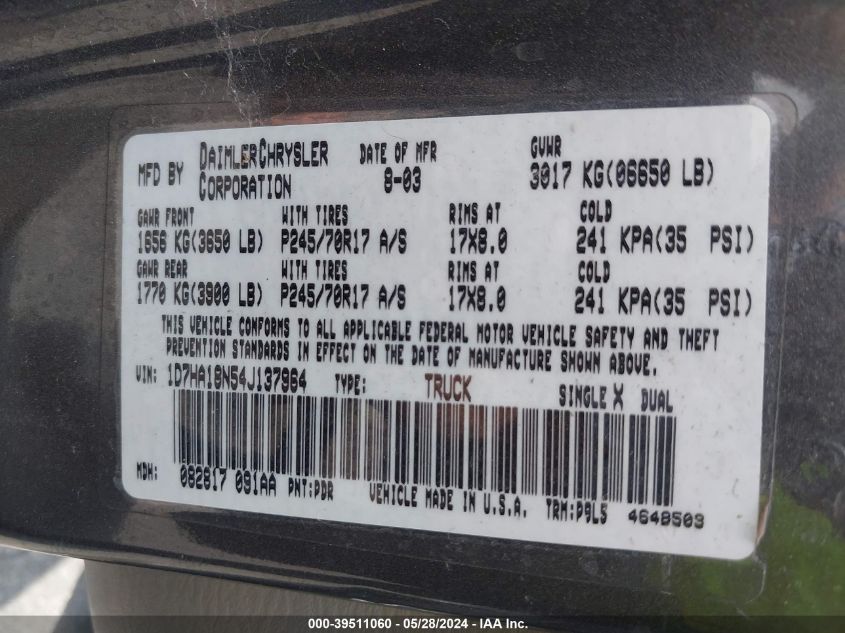 MFD BY DAIMLERCHRYSLER CORPORATION DATE OF MFR 8-03 GVWR 3017 KG(06650 LB)
GAWR FRONT WITH TIRES RIMS AT COLD
1656 KG(3650 LB) P245/70R17 A/S 17X8.0 241 KPA(35 PSI)
GAWR REAR WITH TIRES RIMS AT COLD
1770 KG(3900 LB) P245/70R17 A/S 17X8.0 241 KPA(35 PSI)
THIS VEHICLE CONFORMS TO ALL APPLICABLE FEDERAL MOTOR VEHICLE SAFETY AND THEFT
PREVENTION STANDARDS IN EFFECT ON THE DATE OF MANUFACTURE SHOWN ABOVE.
VIN: 1D7HA18N54J137964 TYPE: TRUCK SINGLE X DUAL
MDH: 082817 091AA PNT:PDR VEHICLE MADE IN U.S.A. TRM:P9L5 4648503
000-39511060 - 05/28/2024 - IAA Inc.